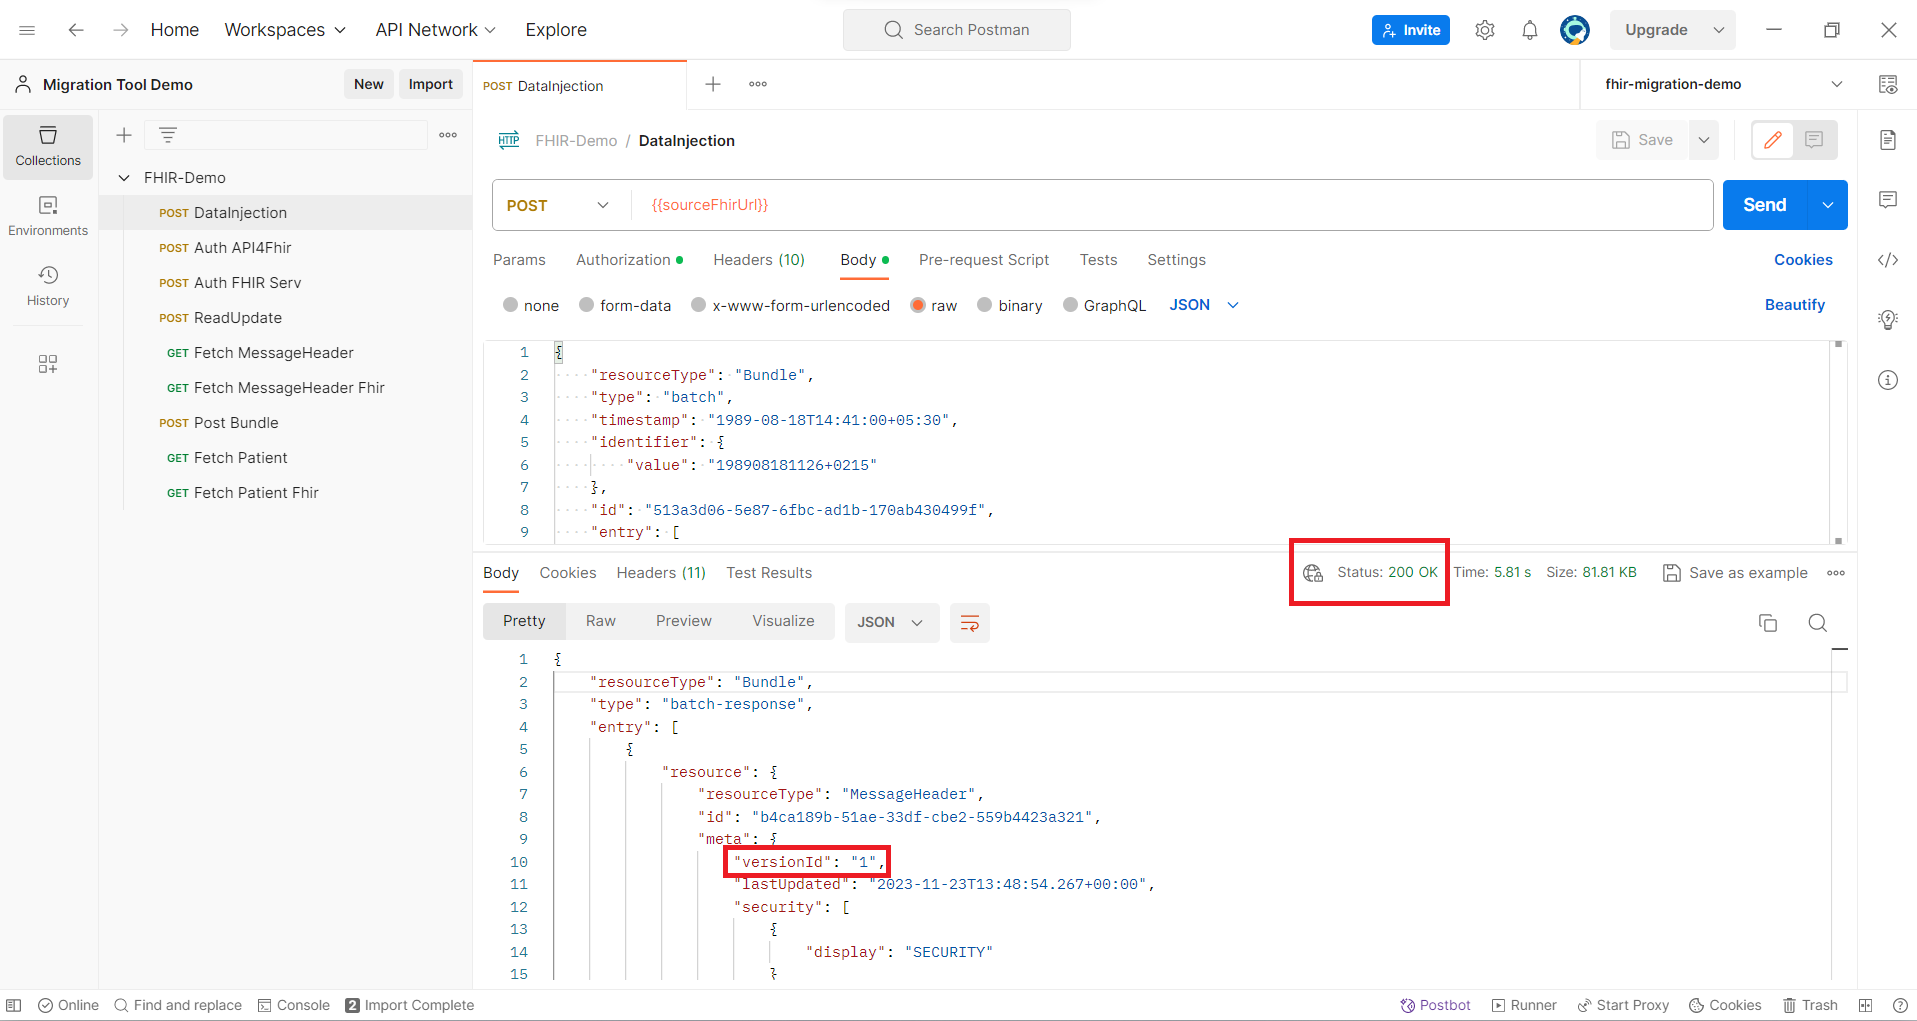 Home Workspaces API Network Explore Search Postman Invite Upgrade
Migration Tool Demo New Import POST DataInjection fhir-migration-demo
HTTP FHIR-Demo / DataInjection Save
Collections
Environments
History
FHIR-Demo
POST DataInjection
POST Auth API4Fhir
POST Auth FHIR Serv
POST ReadUpdate
GET Fetch MessageHeader
GET Fetch MessageHeader Fhir
POST Post Bundle
GET Fetch Patient
GET Fetch Patient Fhir
POST {{sourceFhirUrl}} Send
Params Authorization Headers (10) Body Pre-request Script Tests Settings Cookies
none form-data x-www-form-urlencoded raw binary GraphQL JSON Beautify
1 {
2 "resourceType": "Bundle",
3 "type": "batch",
4 "timestamp": "1989-08-18T14:41:00+05:30",
5 "identifier": {
6 "value": "198908181126+0215"
7 },
8 "id": "513a3d06-5e87-6fbc-ad1b-170ab430499f",
9 "entry": [
Body Cookies Headers (11) Test Results Status: 200 OK Time: 5.81 s Size: 81.81 KB Save as example
Pretty Raw Preview Visualize JSON
1 {
2 "resourceType": "Bundle",
3 "type": "batch-response",
4 "entry": [
5 {
6 "resource": {
7 "resourceType": "MessageHeader",
8 "id": "b4ca189b-51ae-33df-cbe2-559b4423a321",
9 "meta": {
10 "versionId": "1",
11 "lastUpdated": "2023-11-23T13:48:54.267+00:00",
12 "security": [
13 {
14 "display": "SECURITY"
15 }
Online Find and replace Console 2 Import Complete Postbot Runner Start Proxy Cookies Trash